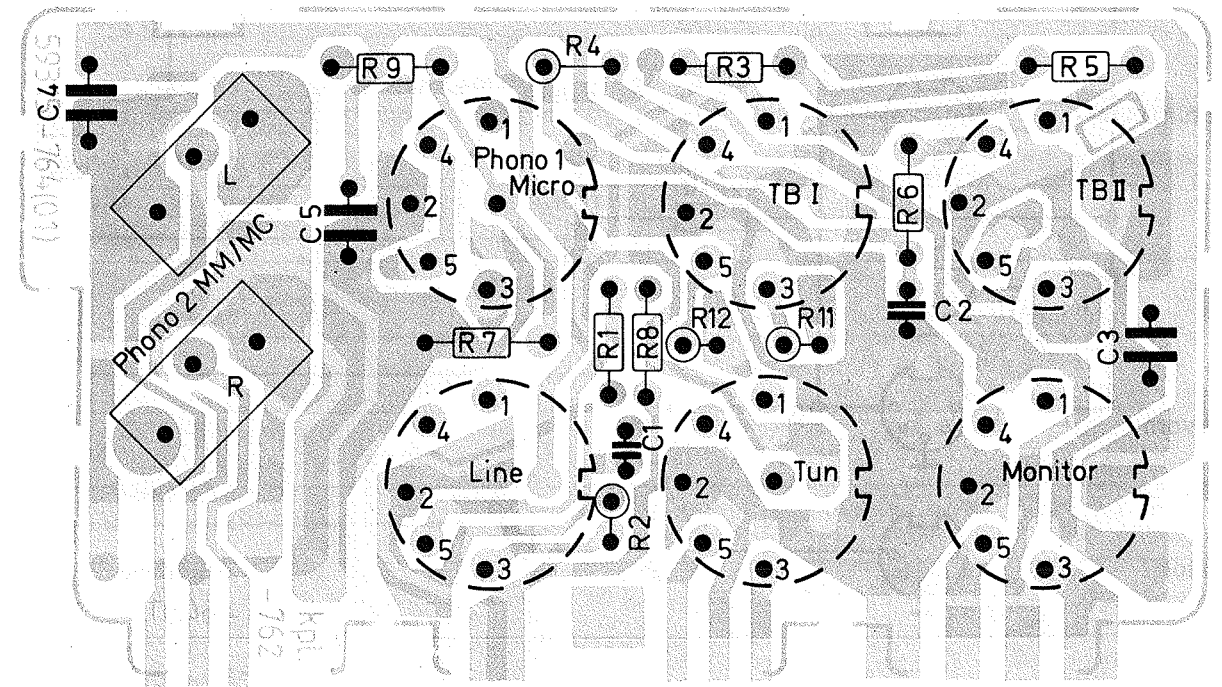 R4
R9
R3
R5
C4
1
1
1
4
4
4
Phono 1
Micro
L
TB I
R6
TB II
2
2
2
C5
5
5
5
3
3
3
Phono 2 MM/MC
C2
R12
R11
R1
R8
R7
C3
R
1
1
1
4
4
4
C1
Line
Tun
Monitor
2
2
2
R2
5
5
5
3
3
3
-762
kpl.